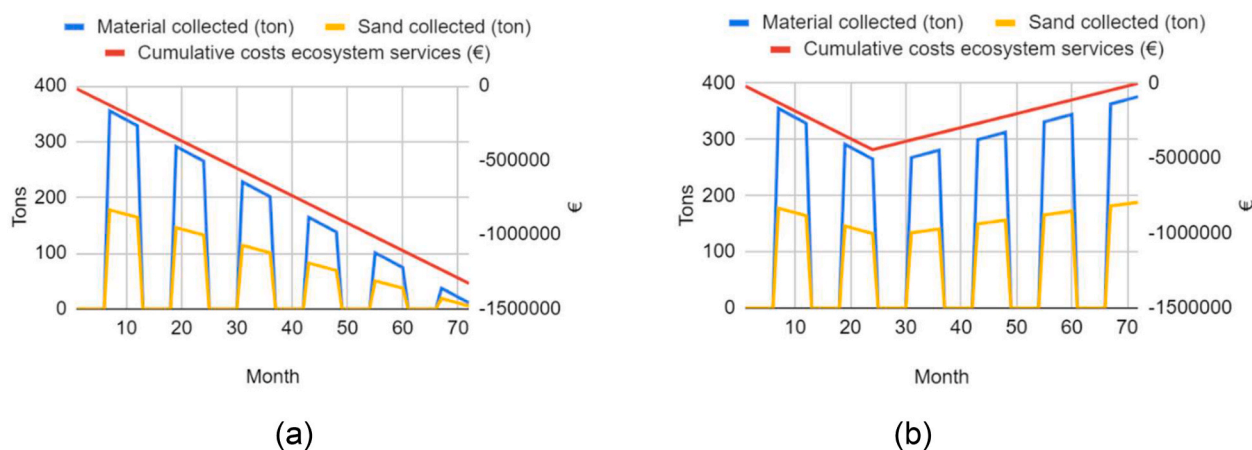 Material collected (ton) Sand collected (ton)
Cumulative costs ecosystem services (€)
400 0
300
-500000
200
-1000000
100
0 -1500000
Tons
€
10 20 30 40 50 60 70
Month
(a)
Material collected (ton) Sand collected (ton)
Cumulative costs ecosystem services (€)
400 0
300
-500000
200
-1000000
100
0 -1500000
Tons
€
10 20 30 40 50 60 70
Month
(b)